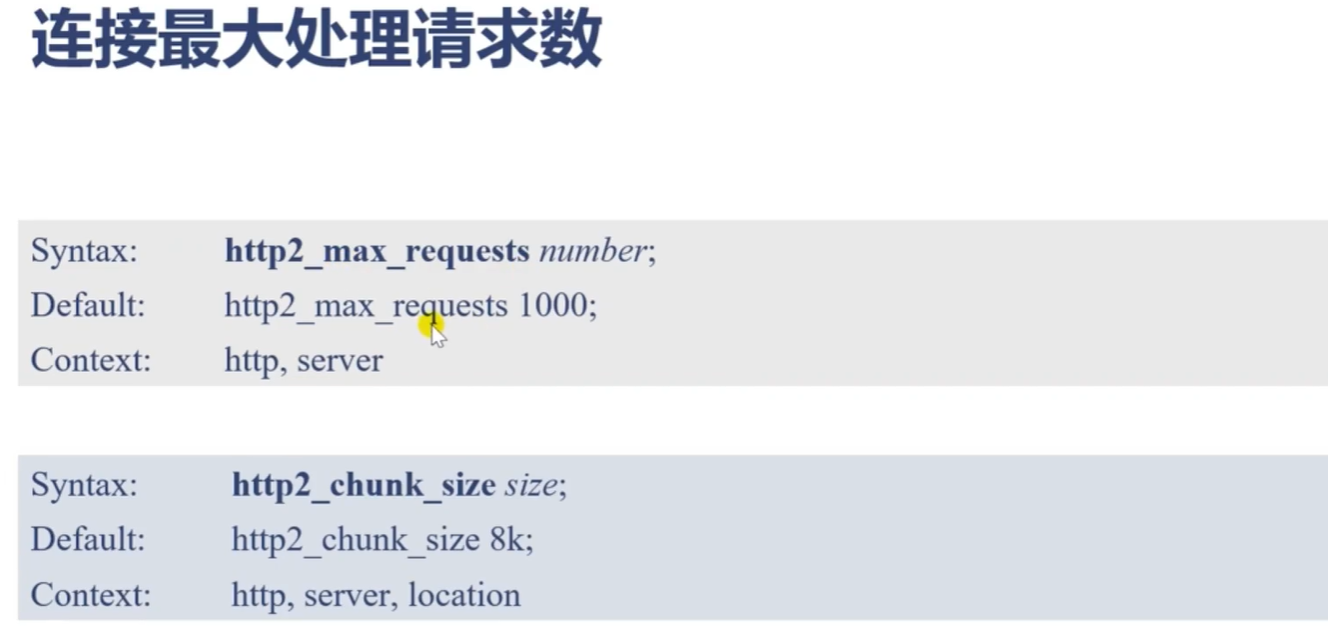 连接最大处理请求数
Syntax: http2_max_requests number;
Default: http2_max_requests 1000;
Context: http, server
Syntax: http2_chunk_size size;
Default: http2_chunk_size 8k;
Context: http, server, location